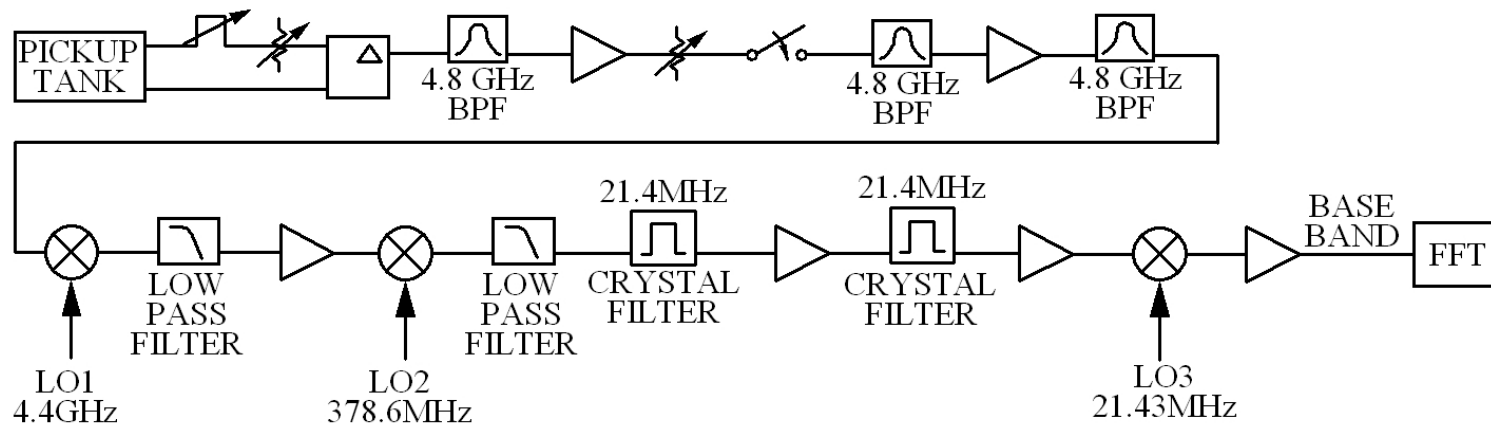 PICKUP
TANK
Δ
4.8 GHz
BPF
4.8 GHz
BPF
4.8 GHz
BPF
LOW
PASS
FILTER
LOW
PASS
FILTER
21.4MHz
CRYSTAL
FILTER
21.4MHz
CRYSTAL
FILTER
BASE
BAND
FFT
LO1
4.4GHz
LO2
378.6MHz
LO3
21.43MHz